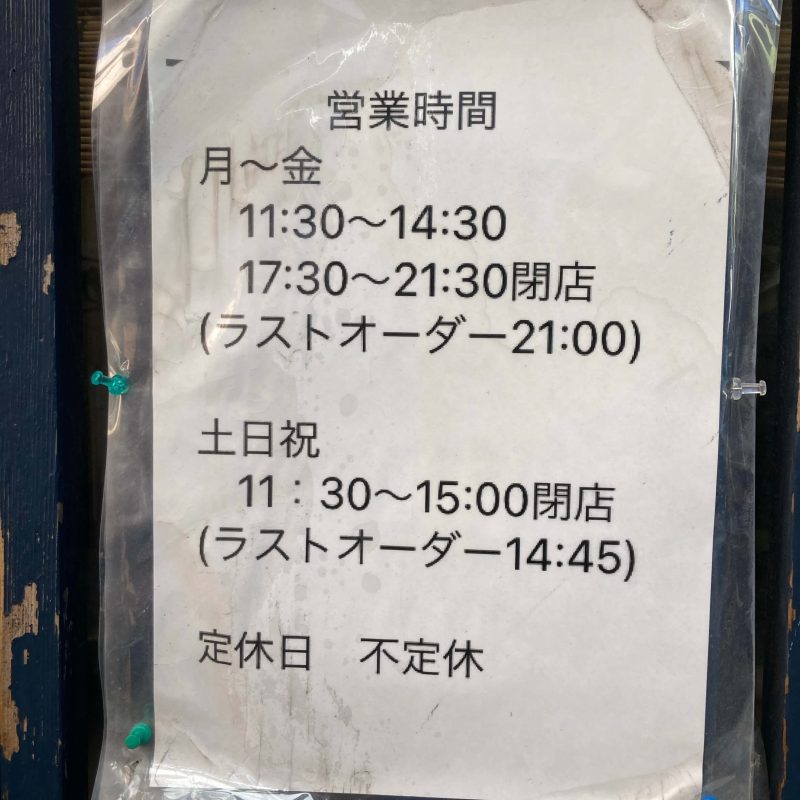 営業時間
月〜金
11:30〜14:30
17:30〜21:30閉店
(ラストオーダー21:00)
土日祝
11：30〜15:00閉店
(ラストオーダー14:45)
定休日　不定休